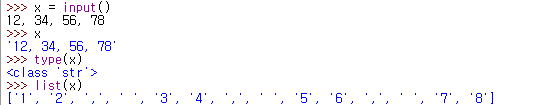 >>> x = input()
12, 34, 56, 78
>>> x
'12, 34, 56, 78'
>>> type(x)
<class 'str'>
>>> list(x)
['1', '2', ',', ' ', '3', '4', ',', ' ', '5', '6', ',', ' ', '7', '8']